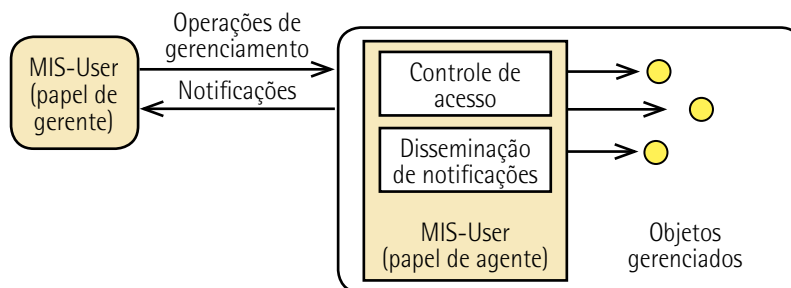 Operações de
gerenciamento
MIS-User
(papel de
gerente)
Notificações
Controle de
acesso
Disseminação
de notificações
MIS-User
(papel de agente)
Objetos
gerenciados